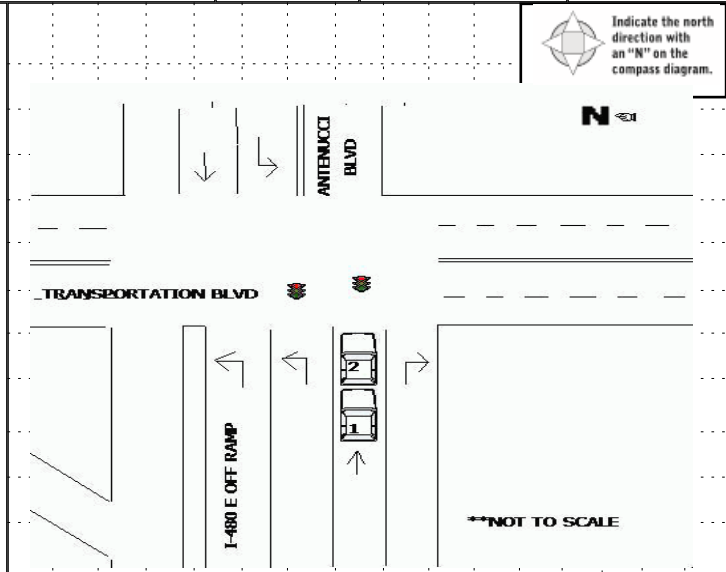 Indicate the north
direction with
an “N” on the
compass diagram.
N
ANTENUCCI
BLVD
TRANSPORTATION BLVD
2
1
I-480 E OFF RAMP
**NOT TO SCALE